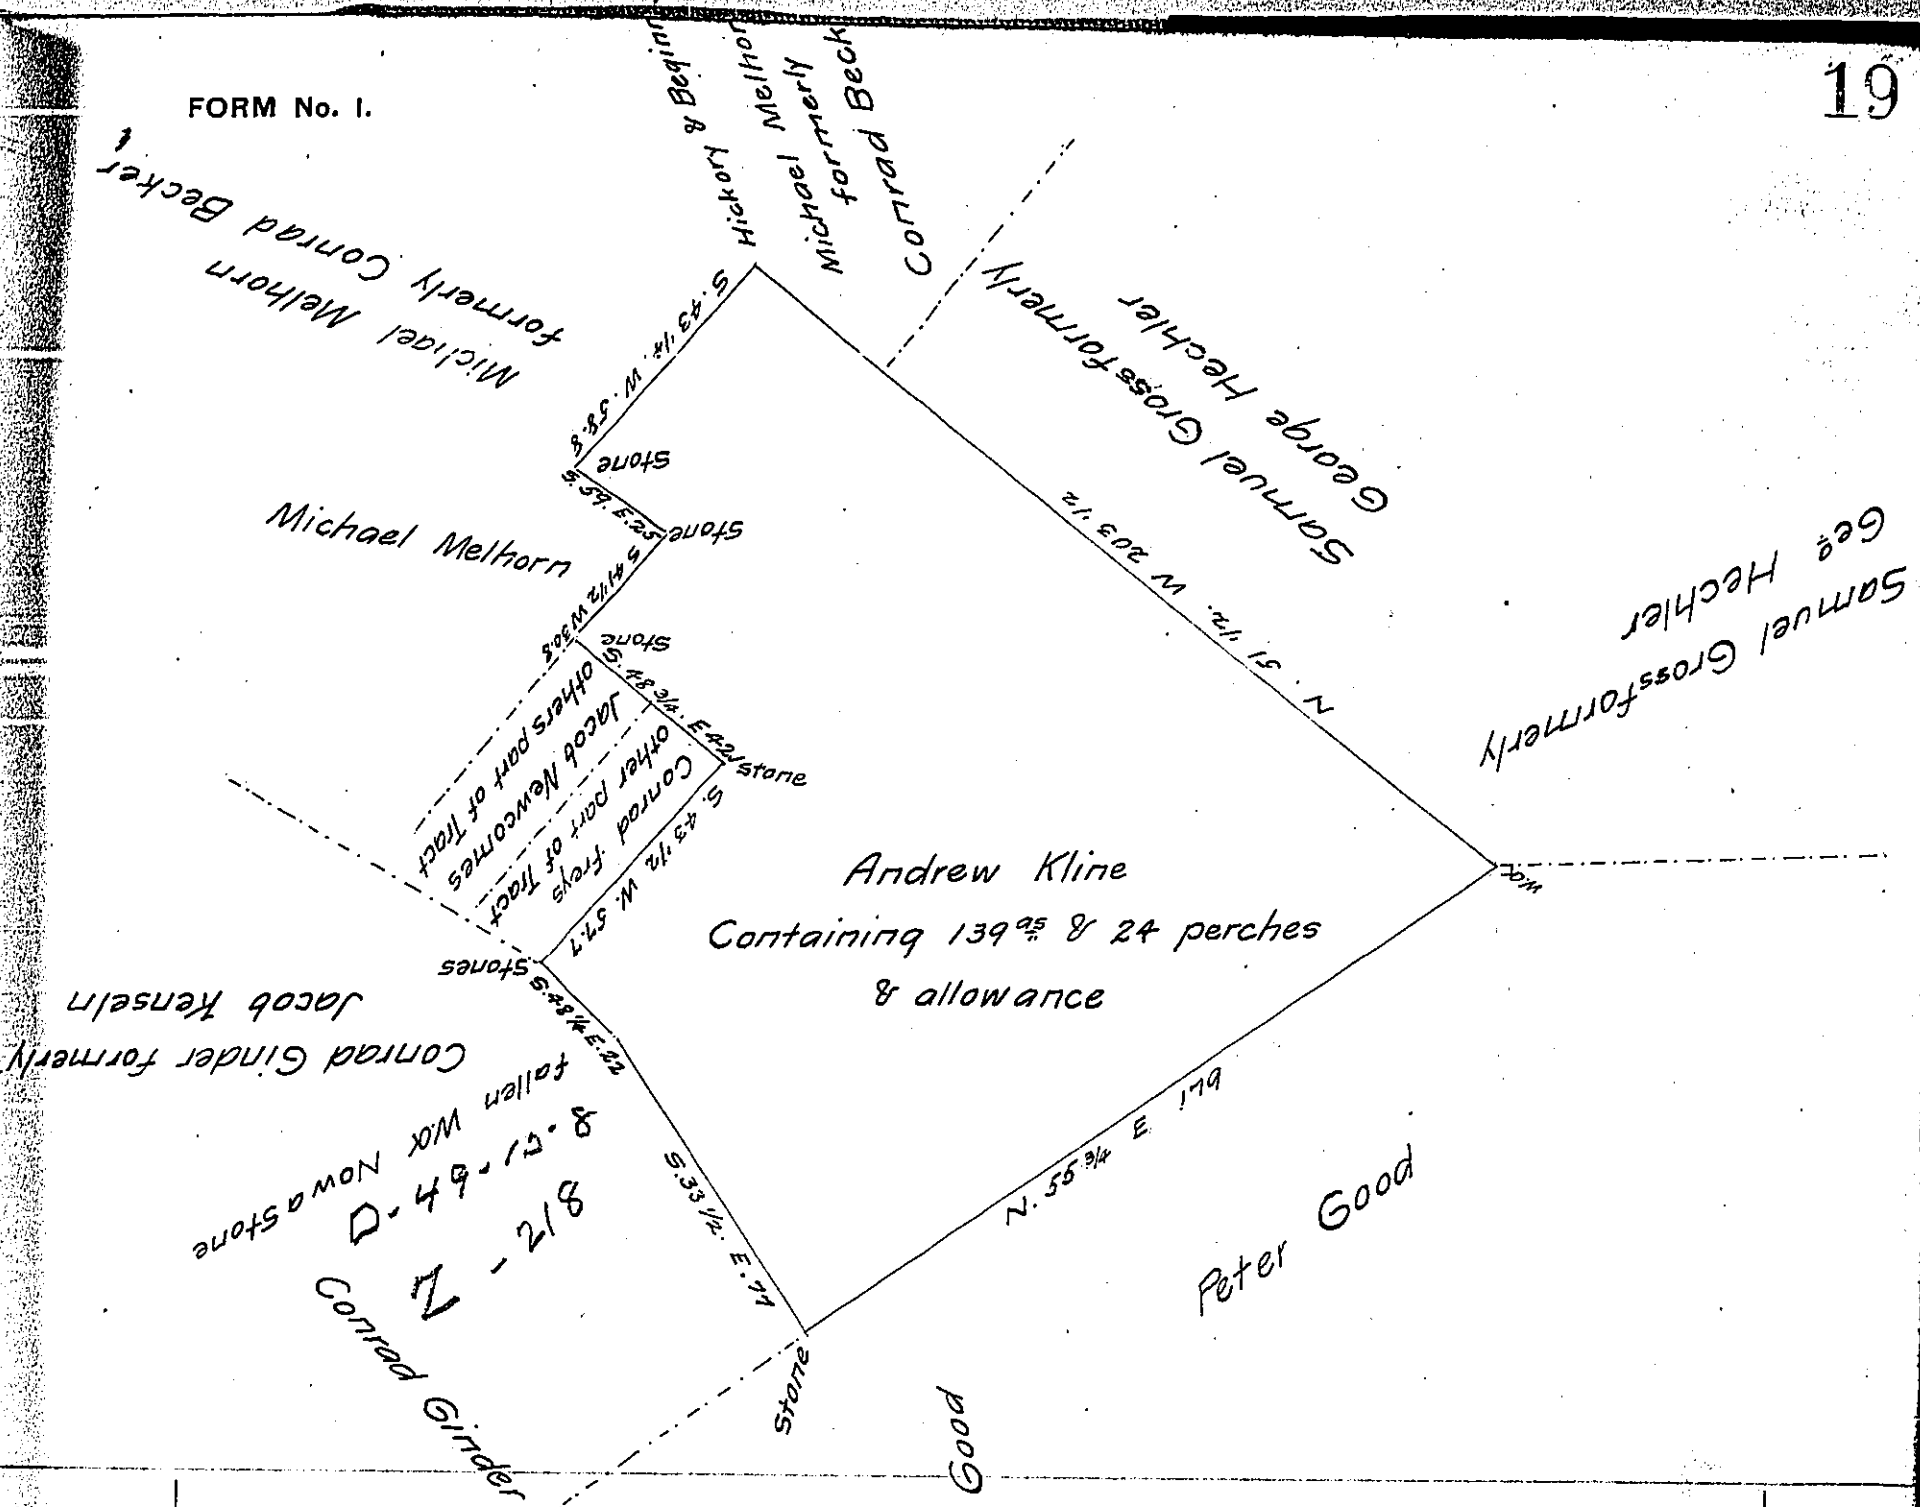 19
FORM No. 1.
Hickory & Beginn
Michael Melhor
formerly
Conrad Beck
Michael Melhorn
formerly Conrad Becker
Samuel Gross formerly
George Hechler
Samuel Gross formerly
Geo Hechler
S. 43 1/4. W. 58.8
Stone
S. 59. E. 25
Stone
Michael Melhorn
S 41 1/2 W 30.8
Stone
S. 48 3/4. E 42
Stone
Jacob Newcomes
others part of Tract
Conrad Freys
other part of Tract
S. 43 1/2 W. 57.7
N. 51 1/2. W 203 1/2
W.O.
Andrew Kline
Containing 139 as & 24 perches
& allowance
Stones
S. 48 1/4 E. 22
Conrad Ginder formerly
Jacob Kenseln
fallen W.O. Now a Stone
D-49-51-8
Z-218
S. 33 1/2. E. 77
Conrad Ginder
Stone
N. 55 3/4 E 179
Peter Good
Good